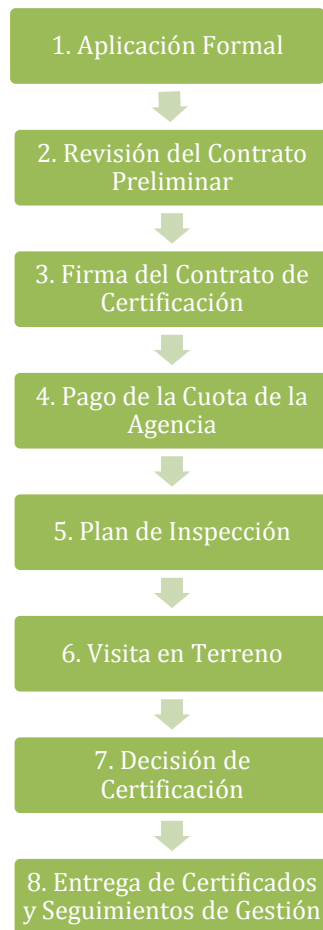 1. Aplicación Formal
2. Revisión del Contrato
Preliminar
3. Firma del Contrato de
Certificación
4. Pago de la Cuota de la
Agencia
5. Plan de Inspección
6. Visita en Terreno
7. Decisión de
Certificación
8. Entrega de Certificados
y Seguimientos de Gestión